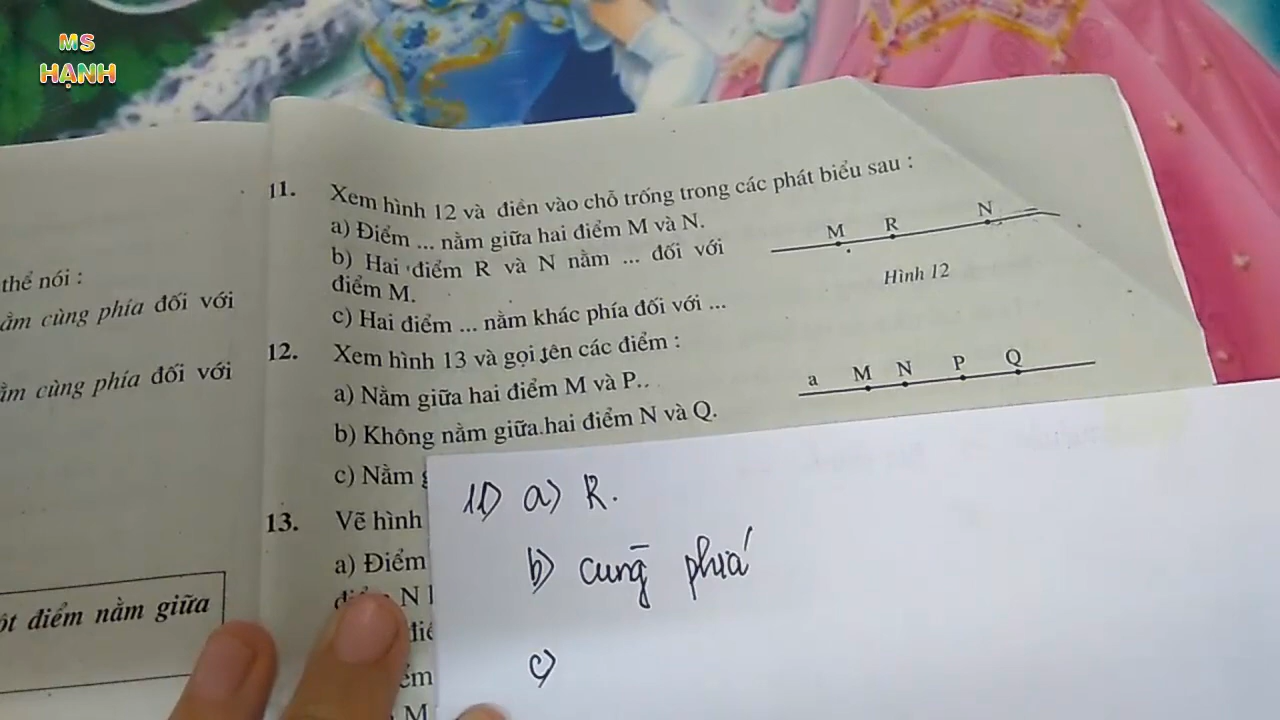 MS
HẠNH
thể nói :
cùng phía đối với
cùng phía đối với
điểm nằm giữa
11. Xem hình 12 và điền vào chỗ trống trong các phát biểu sau :
a) Điểm ... nằm giữa hai điểm M và N.
b) Hai điểm R và N nằm ... đối với
điểm M.
c) Hai điểm ... nằm khác phía đối với ...
M R N
Hình 12
12. Xem hình 13 và gọi tên các điểm :
a) Nằm giữa hai điểm M và P..
b) Không nằm giữa hai điểm N và Q.
c) Nằm
a M N P Q
13. Vẽ hình
a) Điểm
N
M
11) a) R.
b) cùng phía
c)